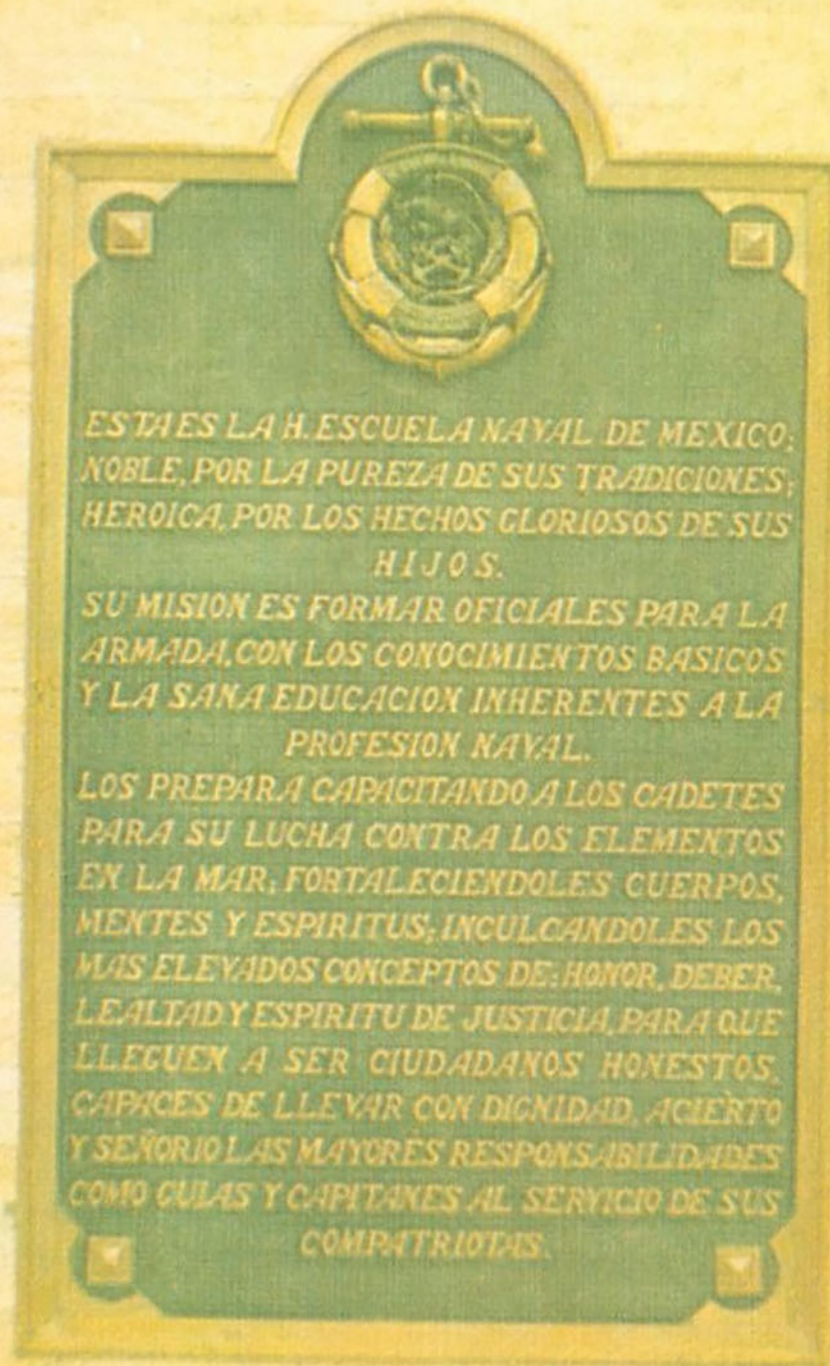 ESTA ES LA H. ESCUELA NAVAL DE MEXICO:
NOBLE, POR LA PUREZA DE SUS TRADICIONES;
HEROICA, POR LOS HECHOS GLORIOSOS DE SUS
HIJOS.
SU MISION ES FORMAR OFICIALES PARA LA
ARMADA, CON LOS CONOCIMIENTOS BASICOS
Y LA SANA EDUCACION INHERENTES A LA
PROFESION NAVAL.
LOS PREPARA CAPACITANDO A LOS CADETES
PARA SU LUCHA CONTRA LOS ELEMENTOS
EN LA MAR; FORTALECIENDOLES CUERPOS,
MENTES Y ESPIRITUS; INCULCANDOLES LOS
MAS ELEVADOS CONCEPTOS DE: HONOR, DEBER,
LEALTAD Y ESPIRITU DE JUSTICIA, PARA QUE
LLEGUEN A SER CIUDADANOS HONESTOS,
CAPACES DE LLEVAR CON DIGNIDAD, ACIERTO
Y SEÑORIO LAS MAYORES RESPONSABILIDADES
COMO GUIAS Y CAPITANES AL SERVICIO DE SUS
COMPATRIOTAS.